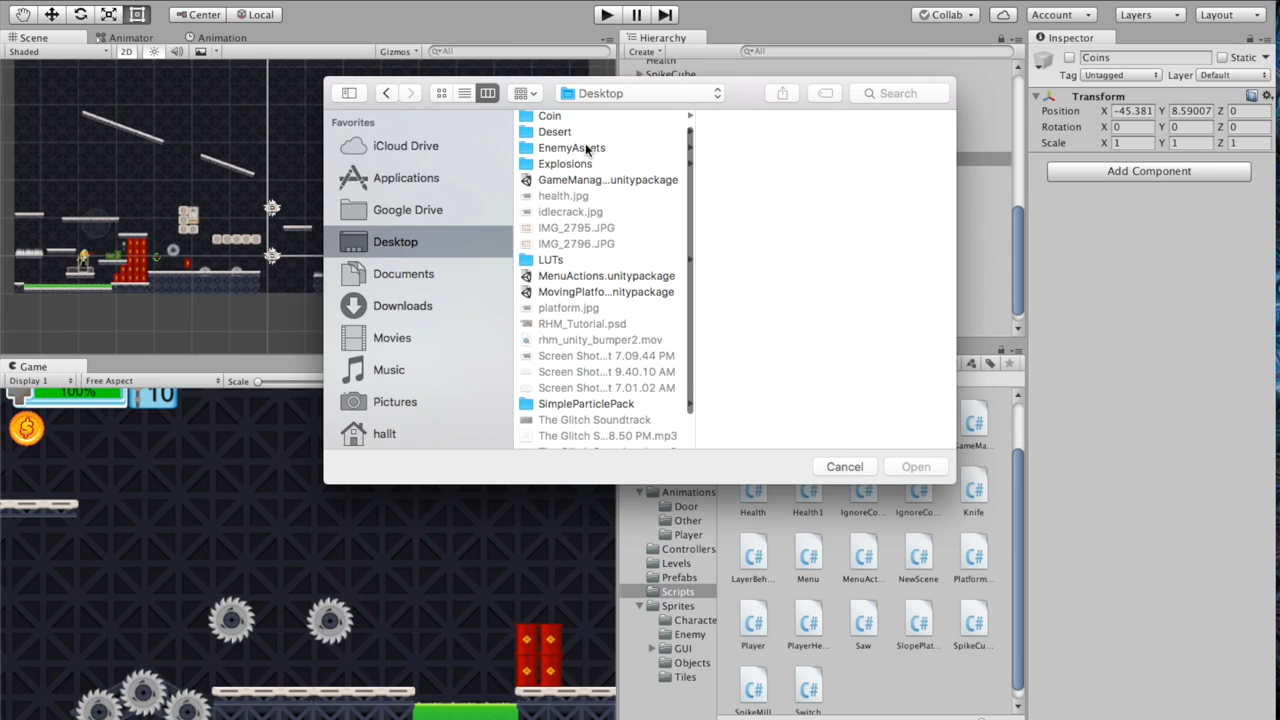 Center
Local
Collab
Account
Layers
Layout
Scene
Animator
Animation
Hierarchy
Inspector
Shaded
2D
Gizmos
All
Create
All
Health
SpikeCube
Coins
Static
Tag Untagged
Layer Default
Transform
Position X -45.381 Y 8.59007 Z 0
Rotation X 0 Y 0 Z 0
Scale X 1 Y 1 Z 1
Add Component
Desktop
Search
Favorites
iCloud Drive
Applications
Google Drive
Desktop
Documents
Downloads
Movies
Music
Pictures
hallt
Coin
Desert
EnemyAssets
Explosions
GameManag...unitypackage
health.jpg
idlecrack.jpg
IMG_2795.JPG
IMG_2796.JPG
LUTs
MenuActions.unitypackage
MovingPlatfo...nitypackage
platform.jpg
RHM_Tutorial.psd
rhm_unity_bumper2.mov
Screen Shot...t 7.09.44 PM
Screen Shot...t 9.40.10 AM
Screen Shot...t 7.01.02 AM
SimpleParticlePack
The Glitch Soundtrack
The Glitch S...8.50 PM.mp3
Cancel
Open
Game
Display 1
Free Aspect
Scale
100%
10
Animations
Door
Other
Player
Controllers
Levels
Prefabs
Scripts
Sprites
Characte
Enemy
GUI
Objects
Tiles
GameMa...
Health
Health1
IgnoreCo...
IgnoreCo...
Knife
LayerBeh...
Menu
MenuAct...
NewScene
Platform...
Player
PlayerHe...
Saw
SlopePlat...
SpikeCu...
SpikeMill
Switch